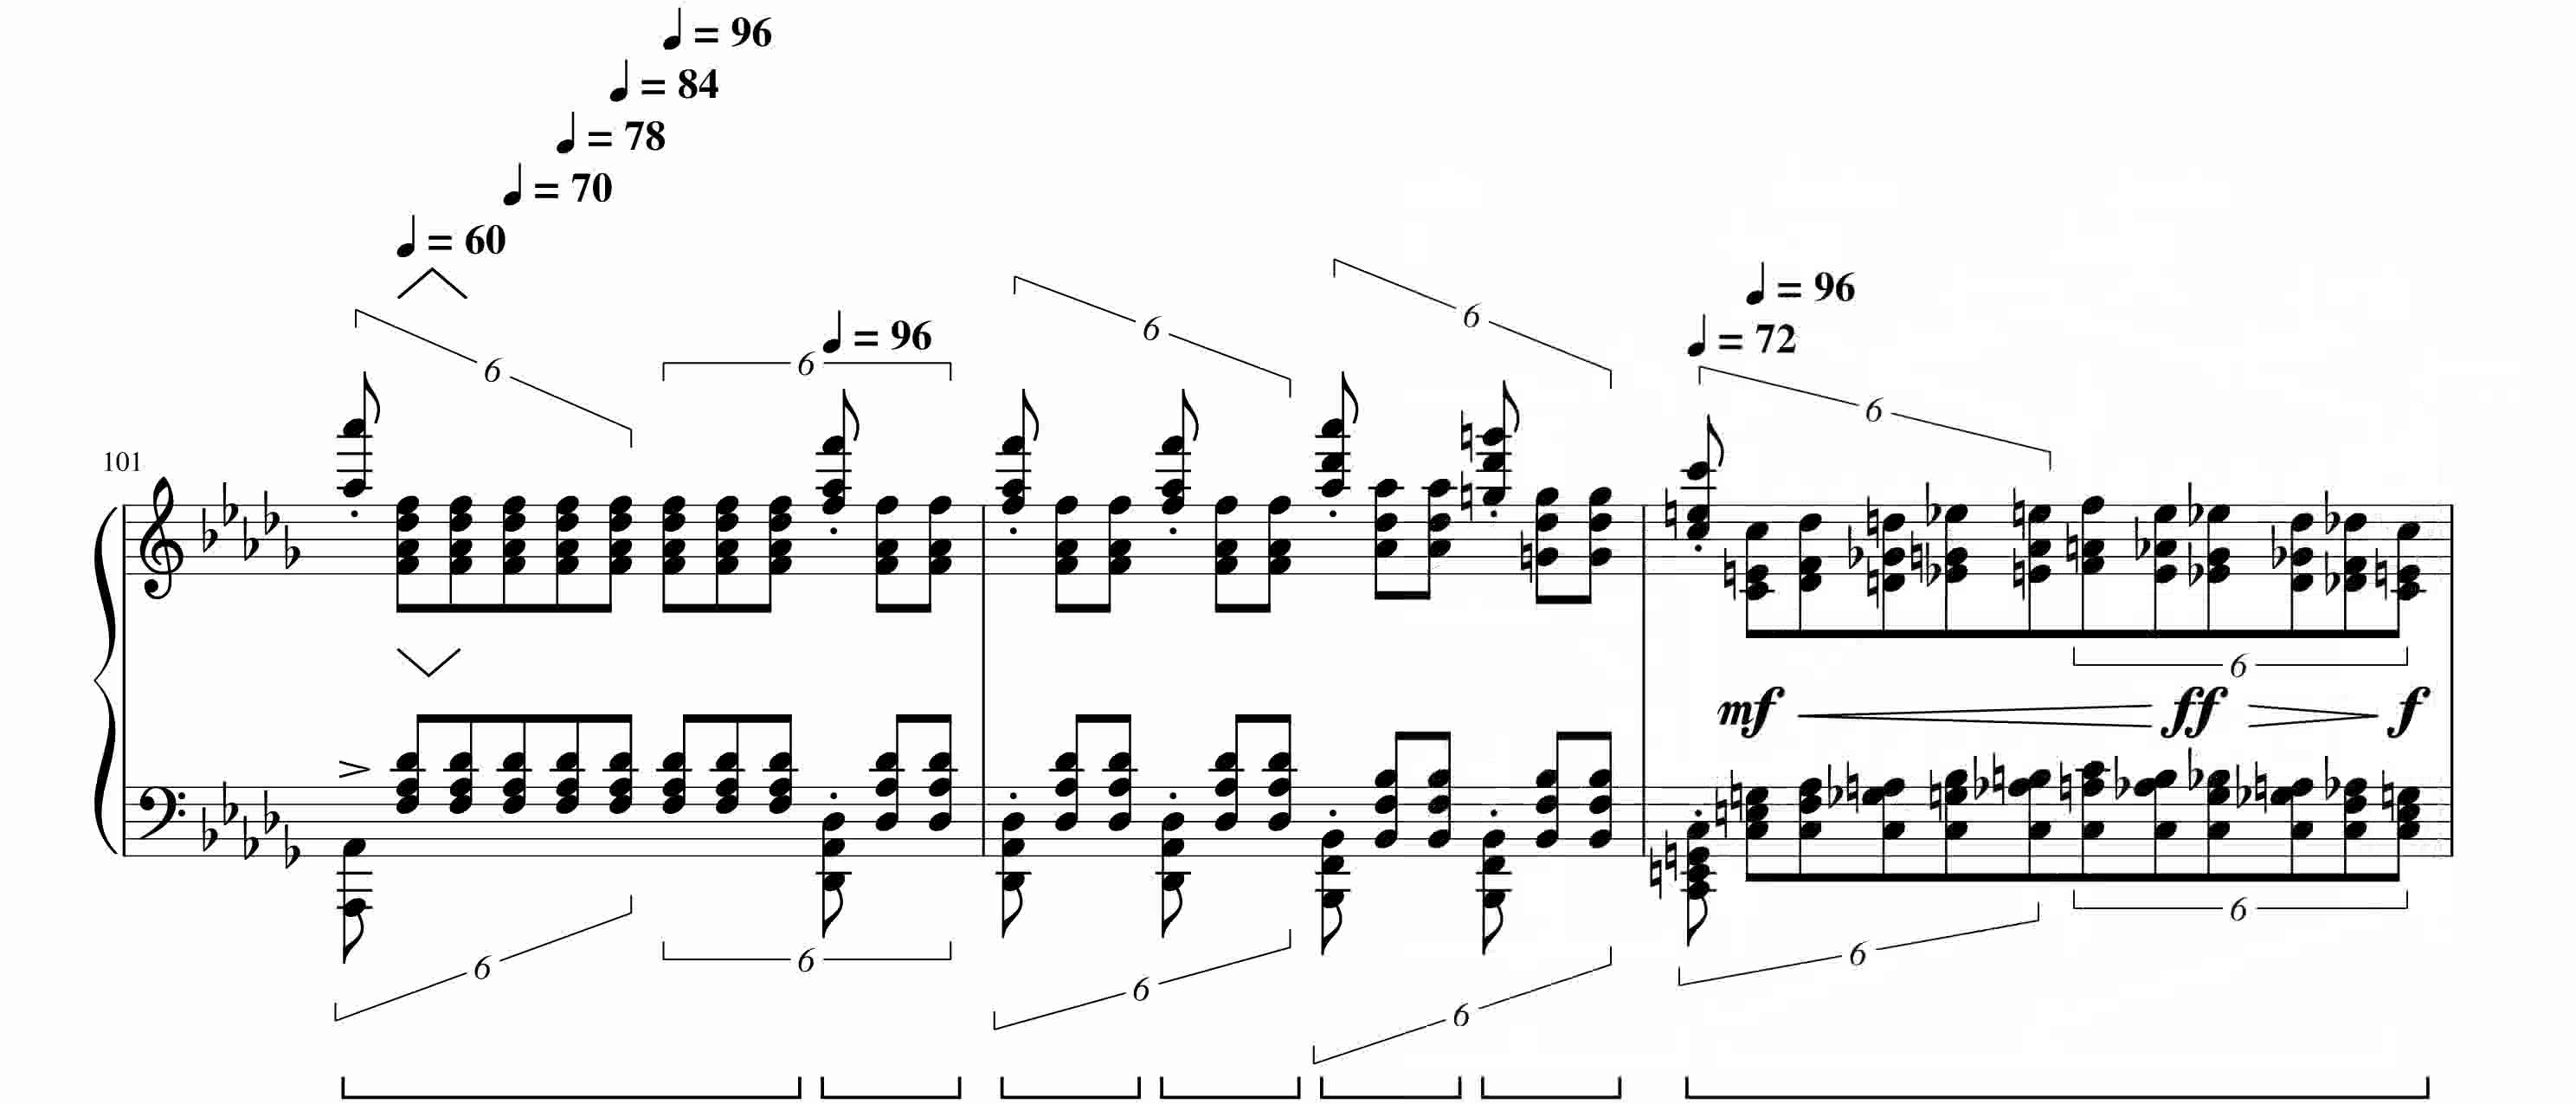 ♩ = 96
♩ = 84
♩ = 78
♩ = 70
♩ = 60
♩ = 96
♩ = 96
♩ = 72
6 6 6 6 6
101
6
mf ff f
6 6 6 6 6 6